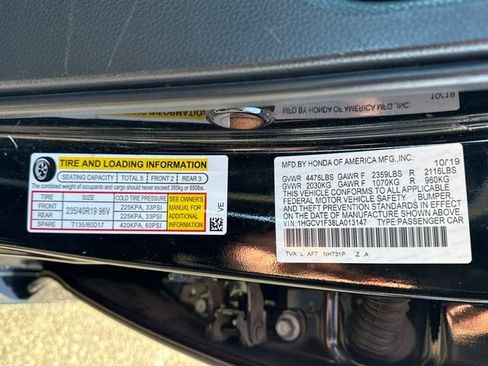 TIRE AND LOADING INFORMATION
SEATING CAPACITY TOTAL 5 FRONT 2 REAR 3
The combined weight of occupants and cargo should never exceed 385kg or 850lbs.
TIRE SIZE COLD TIRE PRESSURE
FRONT 235/40R19 96V 225KPA, 33PSI
REAR 225KPA, 33PSI
SPARE T135/80D17 420KPA, 60PSI
SEE OWNER'S MANUAL FOR ADDITIONAL INFORMATION
VE
MFD.BY HONDA OF AMERICA MFG.,INC. 10/19
GVWR 4475LBS GAWR F 2359LBS R 2116LBS
GVWR 2030KG GAWR F 1070KG R 960KG
THIS VEHICLE CONFORMS TO ALL APPLICABLE
FEDERAL MOTOR VEHICLE SAFETY BUMPER,
AND THEFT PREVENTION STANDARDS IN EFFECT
ON THE DATE OF MANUFACTURE SHOWN ABOVE.
V.I.N: 1HGCV1F38LA013147 TYPE:PASSENGER CAR
TVA L AF7 NH731P Z A